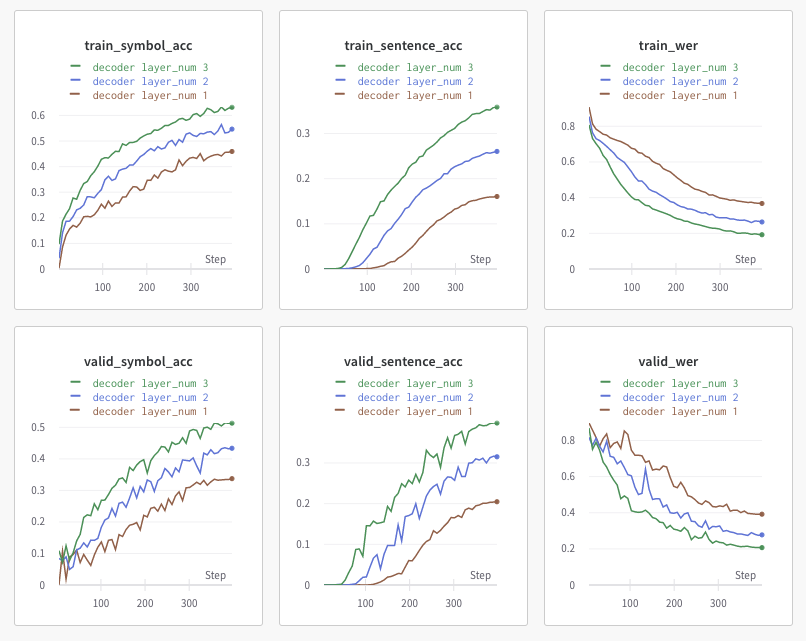 train_symbol_acc
decoder layer_num 3
decoder layer_num 2
decoder layer_num 1
0.6
0.5
0.4
0.3
0.2
0.1
0
Step
100 200 300
train_sentence_acc
decoder layer_num 3
decoder layer_num 2
decoder layer_num 1
0.3
0.2
0.1
0
Step
100 200 300
train_wer
decoder layer_num 3
decoder layer_num 2
decoder layer_num 1
0.8
0.6
0.4
0.2
0
Step
100 200 300
valid_symbol_acc
decoder layer_num 3
decoder layer_num 2
decoder layer_num 1
0.5
0.4
0.3
0.2
0.1
0
Step
100 200 300
valid_sentence_acc
decoder layer_num 3
decoder layer_num 2
decoder layer_num 1
0.3
0.2
0.1
0
Step
100 200 300
valid_wer
decoder layer_num 3
decoder layer_num 2
decoder layer_num 1
0.8
0.6
0.4
0.2
0
Step
100 200 300